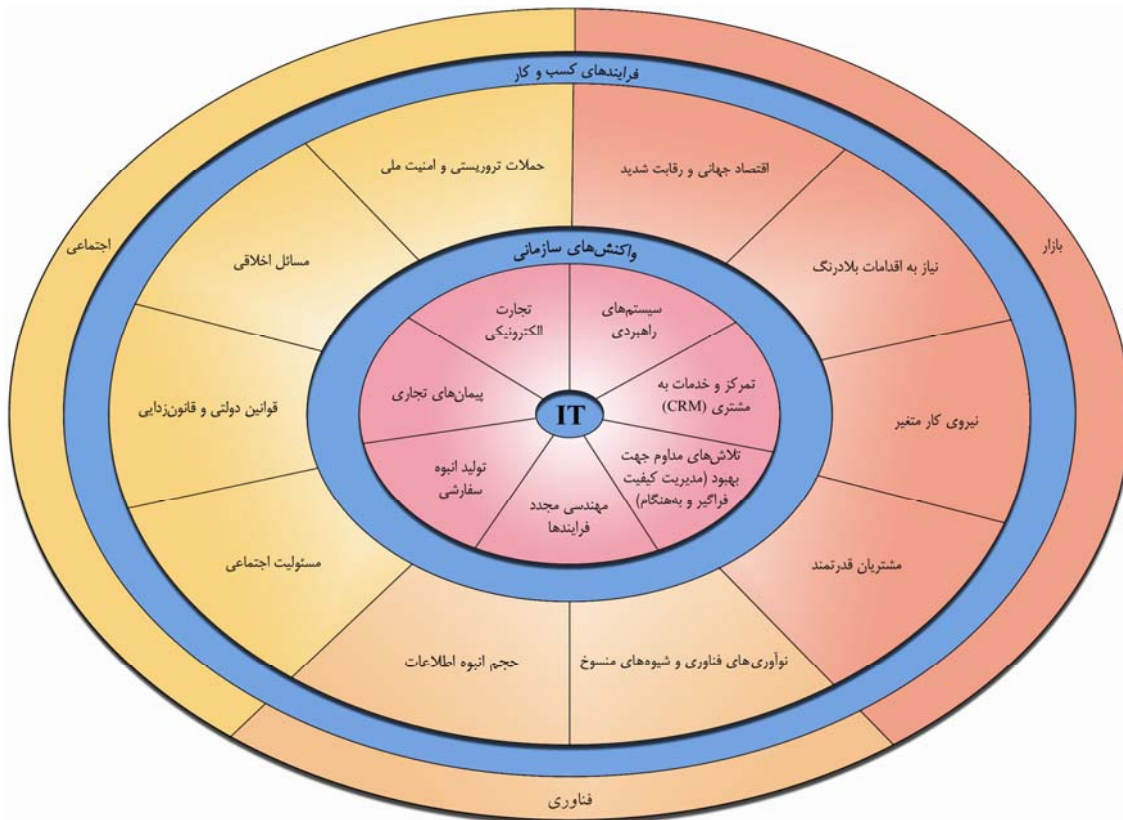 فرایندهای کسب و کار
حملات تروریستی و امنیت ملی
اقتصاد جهانی و رقابت شدید
بازار
اجتماعی
مسائل اخلاقی
نیاز به اقدامات بلادرنگ
واکنش‌های سازمانی
سیستم‌های
راهبردی
تجارت
الکترونیکی
پیمان‌های تجاری
تمرکز و خدمات به
مشتری (CRM)
IT
قوانین دولتی و قانون‌زدایی
نیروی کار متغیر
تلاش‌های مداوم جهت
بهبود (مدیریت کیفیت
فراگیر و به‌هنگام)
تولید انبوه
سفارشی
مهندسی مجدد
فرایندها
مسئولیت اجتماعی
مشتریان قدرتمند
نوآوری‌های فناوری و شیوه‌های منسوخ
حجم انبوه اطلاعات
فناوری